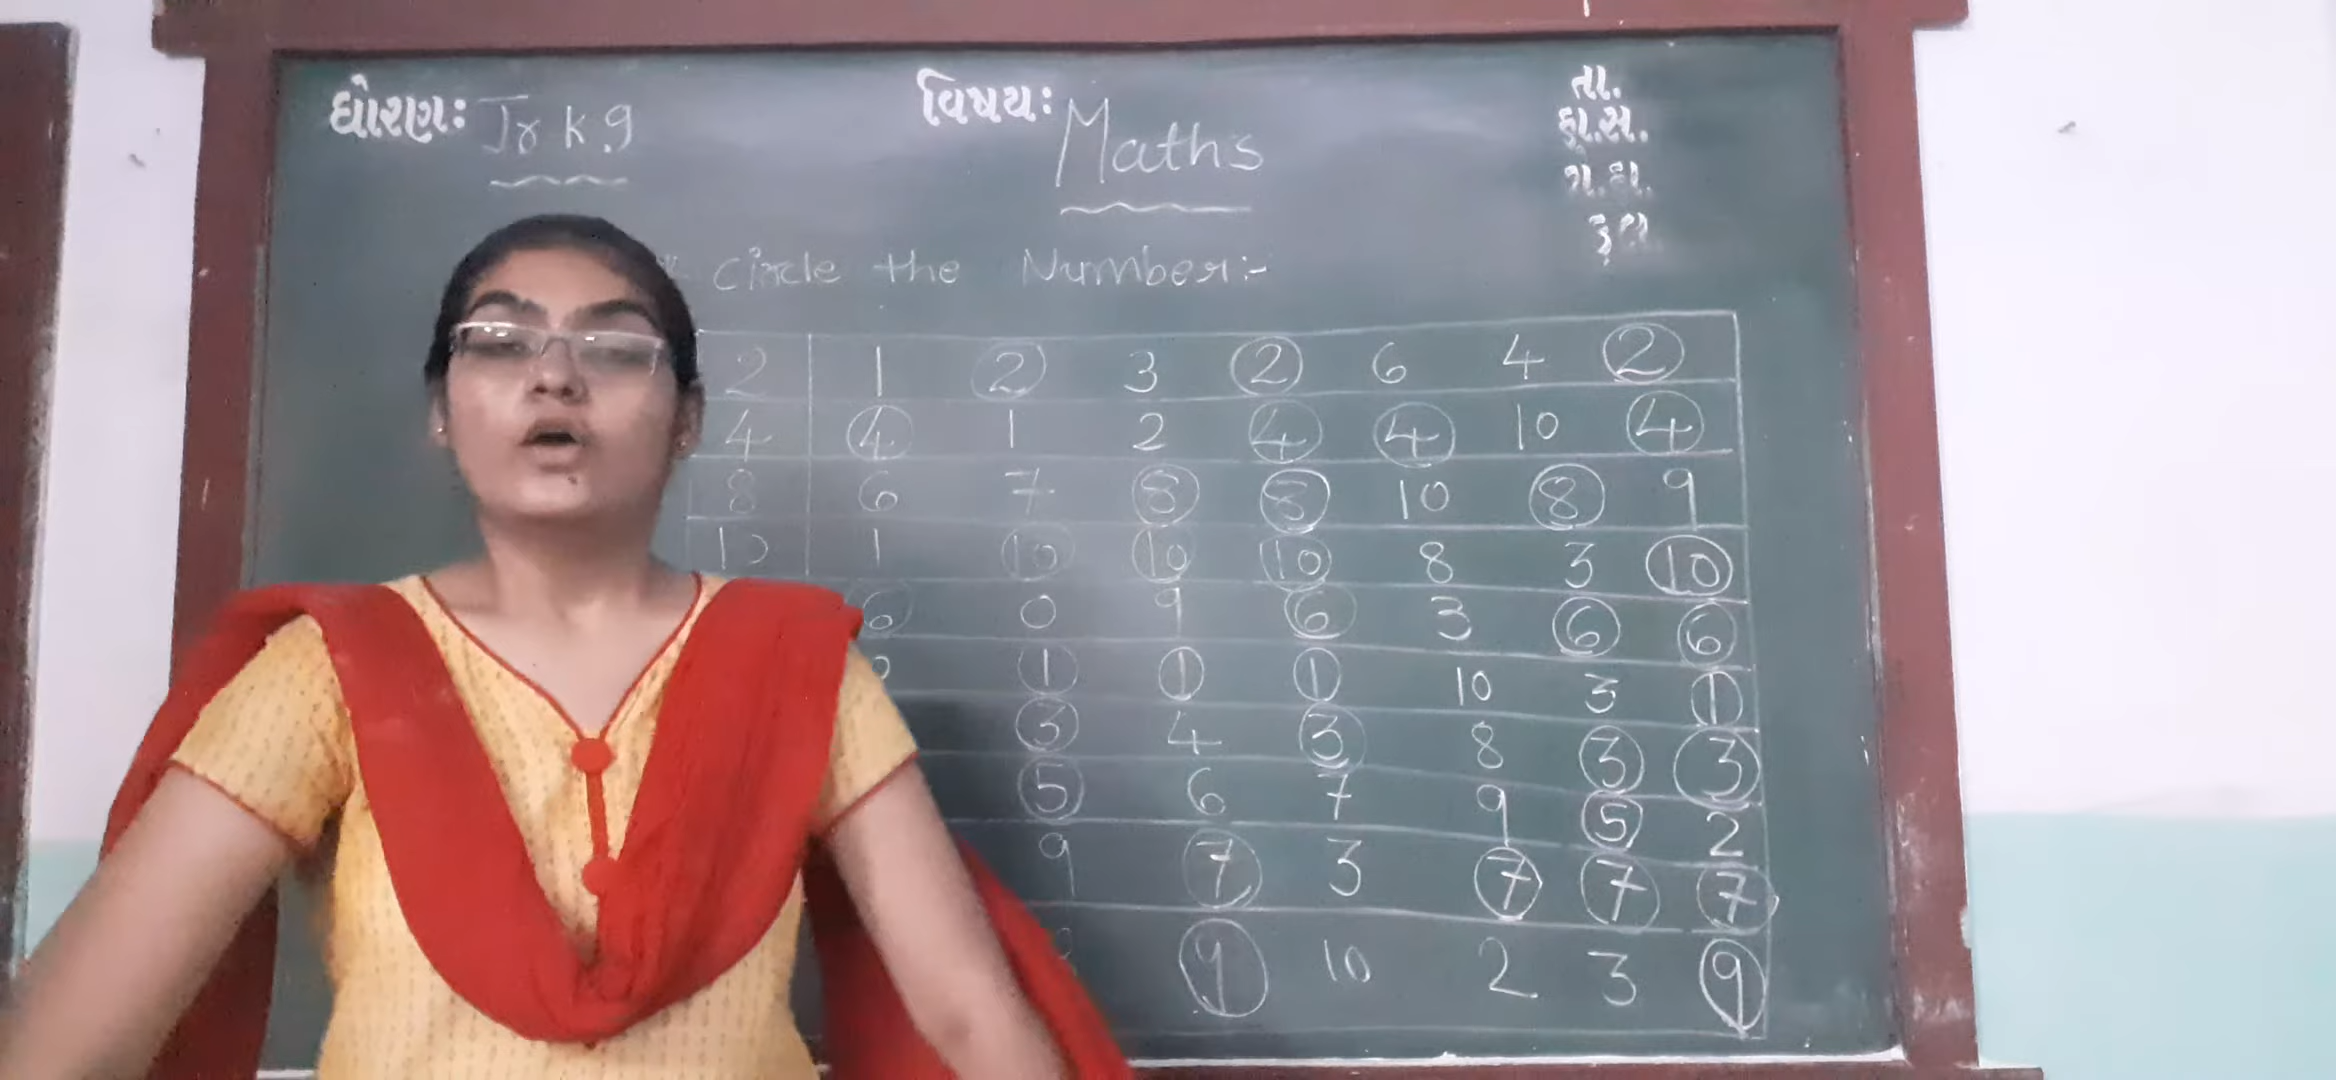 ધોરણ: Jr k.g વિષય: Maths તા.
ફા.સ.
ગે.હા.
કુલ
* Circle the Number:-
2 1 2 3 2 6 4 2
4 4 1 2 4 4 10 4
8 6 7 8 8 10 8 9
10 1 10 10 10 8 3 10
6 0 9 6 3 6 6
1 1 1 10 3 1
3 4 3 8 3 3
5 6 7 9 5 2
9 7 3 7 7 7
9 10 2 3 9